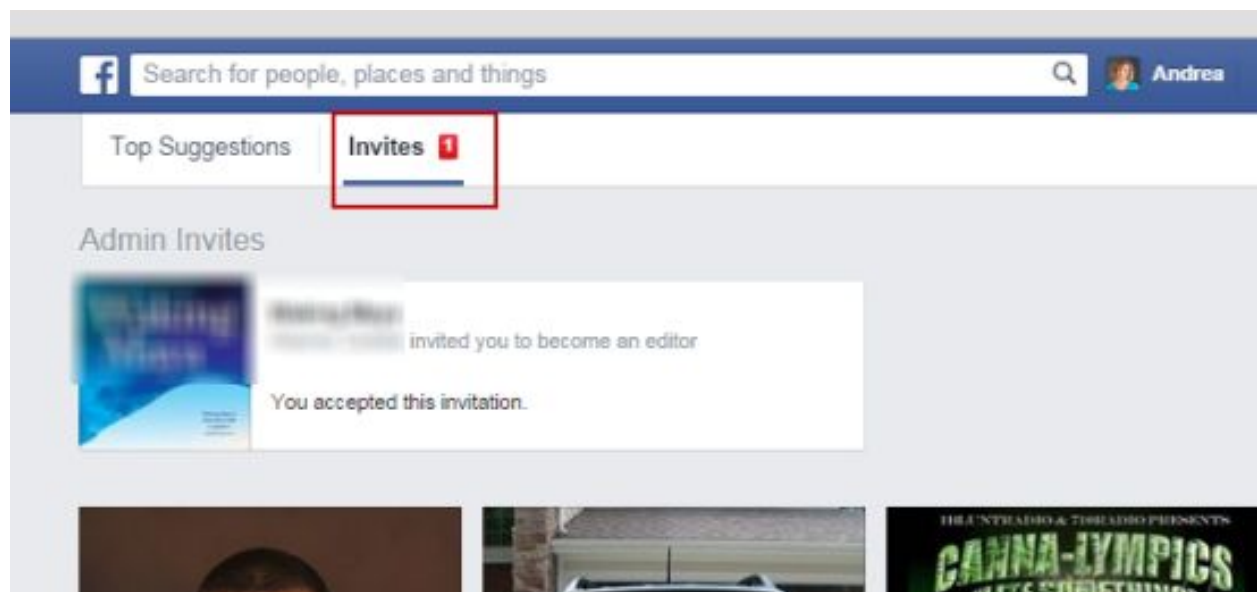 Search for people, places and things
Andrea
Top Suggestions
Invites 1
Admin Invites
invited you to become an editor
You accepted this invitation.
CANNA-LYMPICS